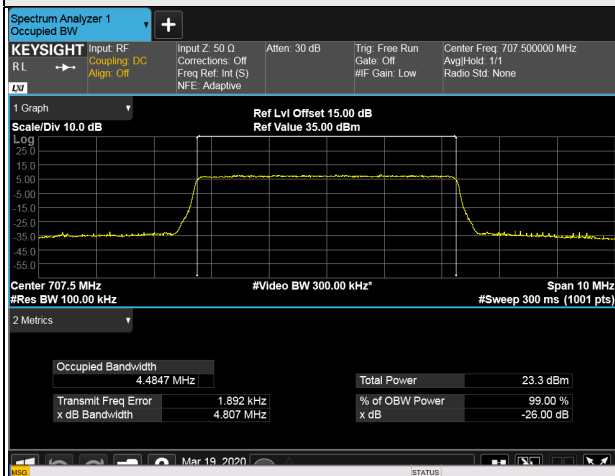 Spectrum Analyzer 1
Occupied BW
+
KEYSIGHT
RL
LXI
Input: RF
Coupling: DC
Align: Off
Input Z: 50 Ω
Corrections: Off
Freq Ref: Int (S)
NFE: Adaptive
Atten: 30 dB
Trig: Free Run
Gate: Off
#IF Gain: Low
Center Freq: 707.500000 MHz
Avg|Hold: 1/1
Radio Std: None
1 Graph
Scale/Div 10.0 dB
Ref Lvl Offset 15.00 dB
Ref Value 35.00 dBm
Log
25.0
15.0
5.00
-5.00
-15.0
-25.0
-35.0
-45.0
-55.0
Center 707.5 MHz
#Res BW 100.00 kHz
#Video BW 300.00 kHz*
Span 10 MHz
#Sweep 300 ms (1001 pts)
2 Metrics
Occupied Bandwidth
4.4847 MHz
Total Power 23.3 dBm
Transmit Freq Error 1.892 kHz
% of OBW Power 99.00 %
x dB Bandwidth 4.807 MHz
x dB -26.00 dB
Mar 19, 2020
MSG
STATUS